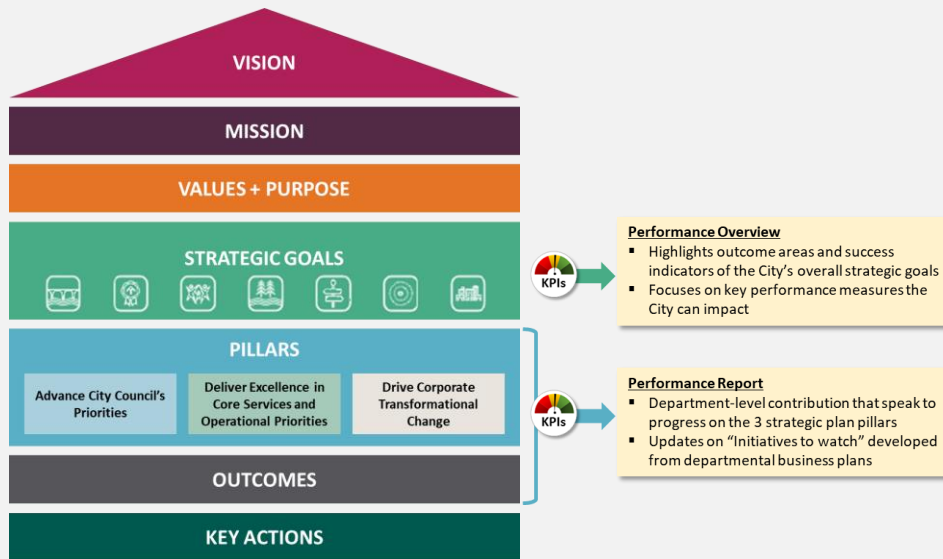 VISION
MISSION
VALUES + PURPOSE
STRATEGIC GOALS
KPIs
Performance Overview
▪ Highlights outcome areas and success
indicators of the City's overall strategic goals
▪ Focuses on key performance measures the
City can impact
PILLARS
Advance City Council's
Priorities
Deliver Excellence in
Core Services and
Operational Priorities
Drive Corporate
Transformational
Change
KPIs
Performance Report
▪ Department-level contribution that speak to
progress on the 3 strategic plan pillars
▪ Updates on “Initiatives to watch” developed
from departmental business plans
OUTCOMES
KEY ACTIONS